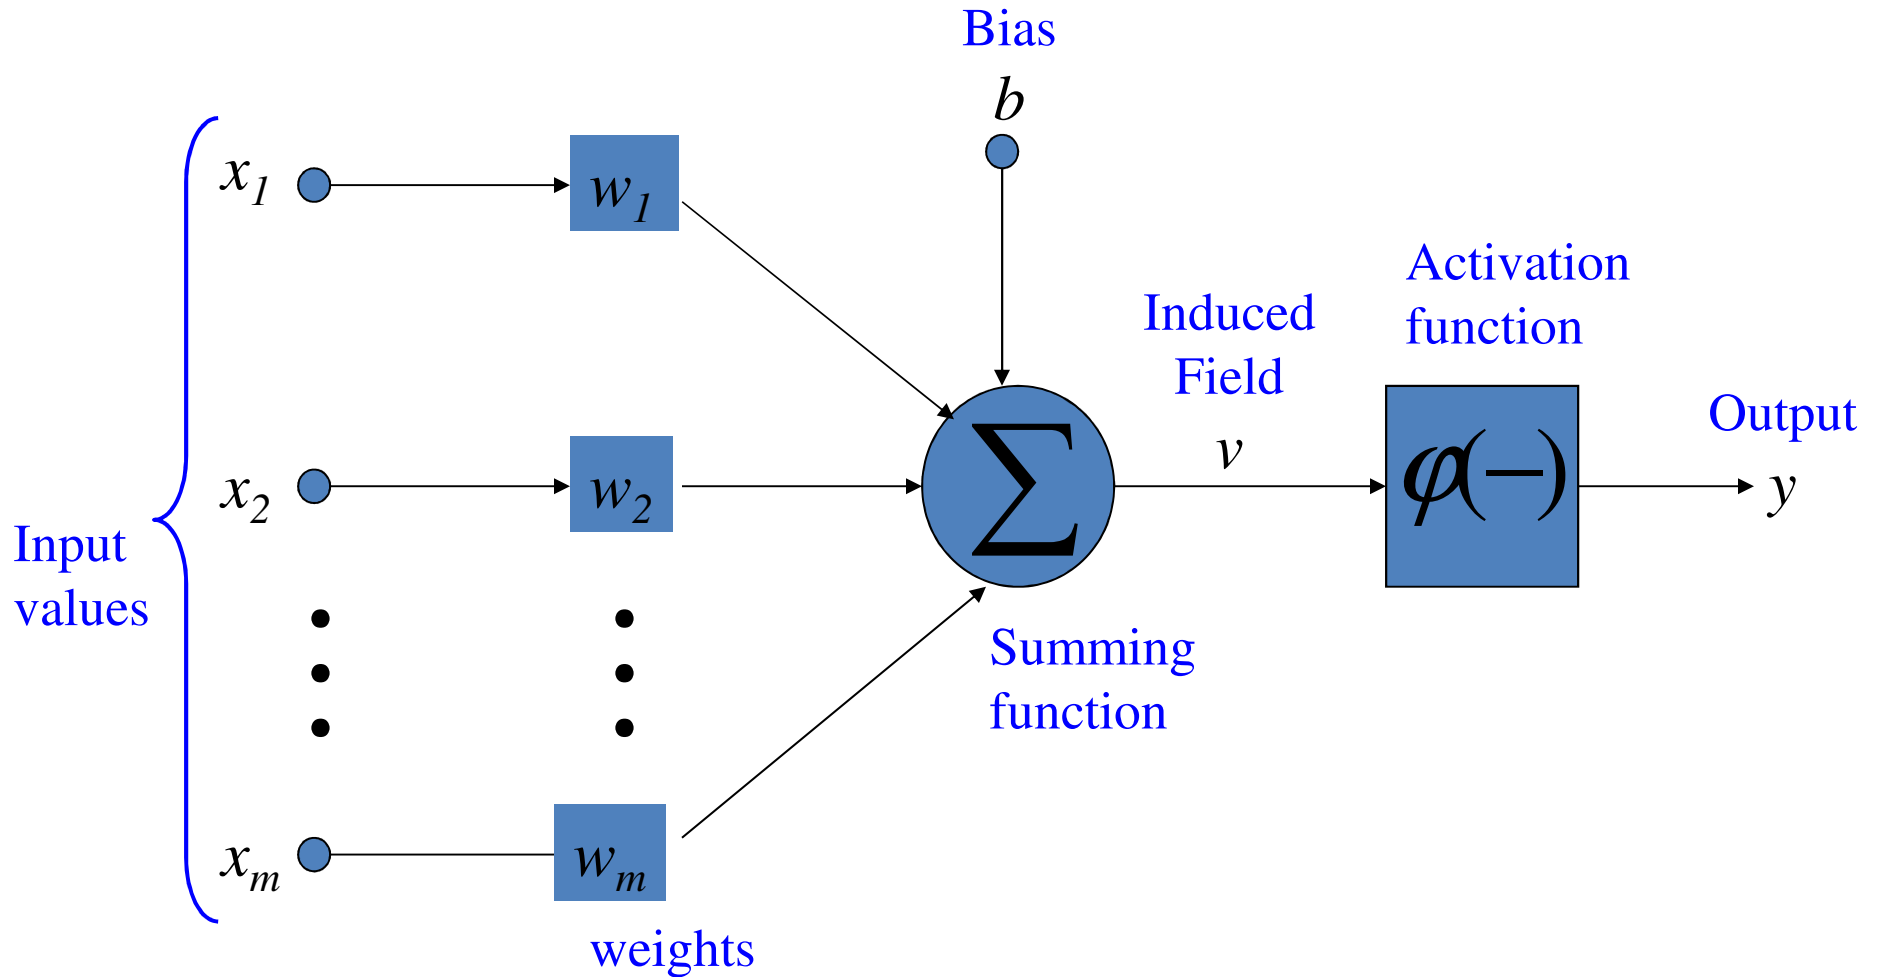 Bias
b
x1
w1
Activation
function
Induced
Field
v
Output
x2
w2
∑
φ(−)
y
Input
values
Summing
function
xm
wm
weights